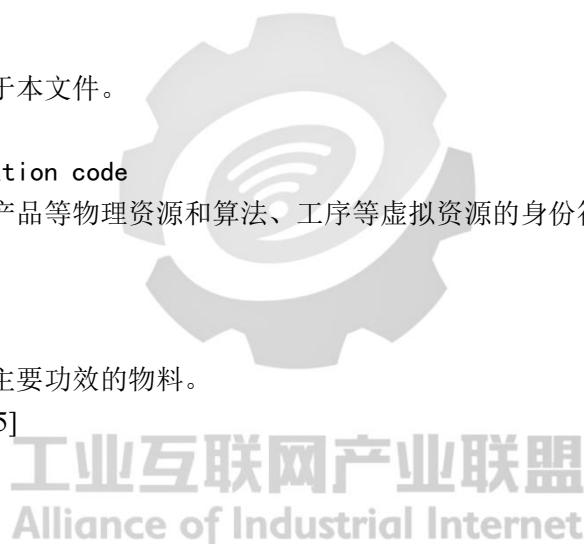 于本文件。
tion code
产品等物理资源和算法、工序等虚拟资源的身份
主要功效的物料。
5]
工业互联网产业联盟
Alliance of Industrial Internet